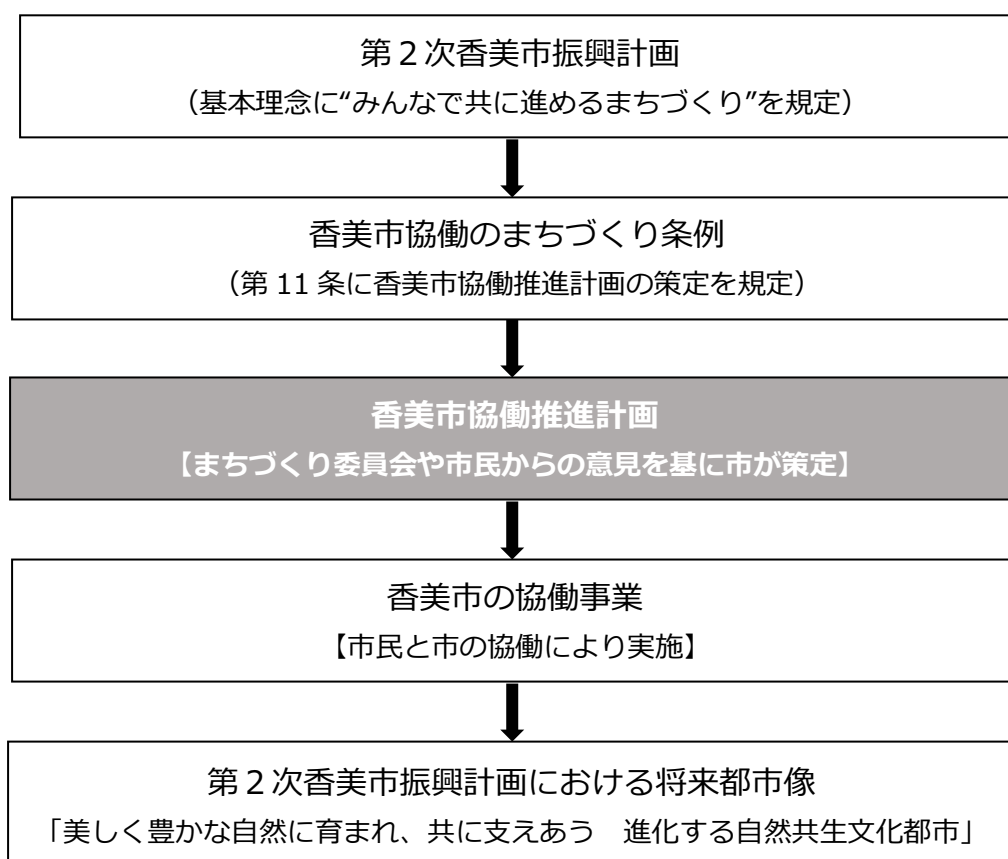 第２次香美市振興計画
（基本理念に“みんなで共に進めるまちづくり”を規定）
香美市協働のまちづくり条例
（第 11 条に香美市協働推進計画の策定を規定）
香美市協働推進計画
【まちづくり委員会や市民からの意見を基に市が策定】
香美市の協働事業
【市民と市の協働により実施】
第２次香美市振興計画における将来都市像
「美しく豊かな自然に育まれ、共に支えあう　進化する自然共生文化都市」